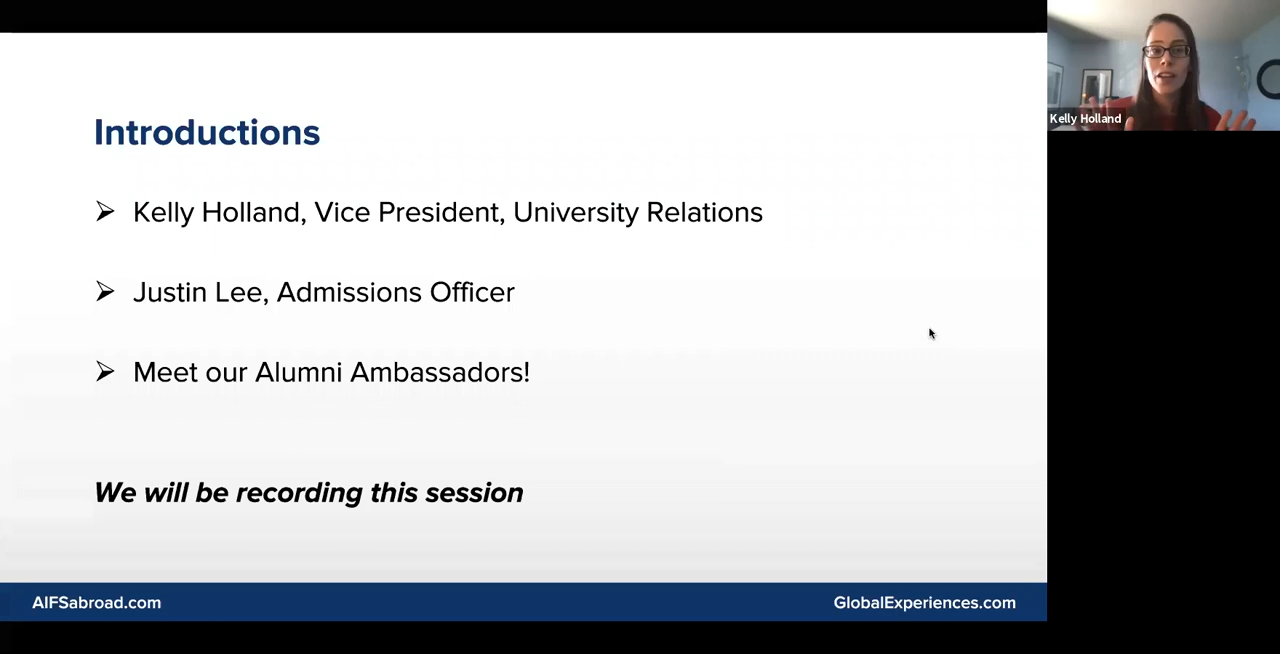 Kelly Holland
Introductions
➢ Kelly Holland, Vice President, University Relations
➢ Justin Lee, Admissions Officer
➢ Meet our Alumni Ambassadors!
We will be recording this session
AIFSabroad.com
GlobalExperiences.com